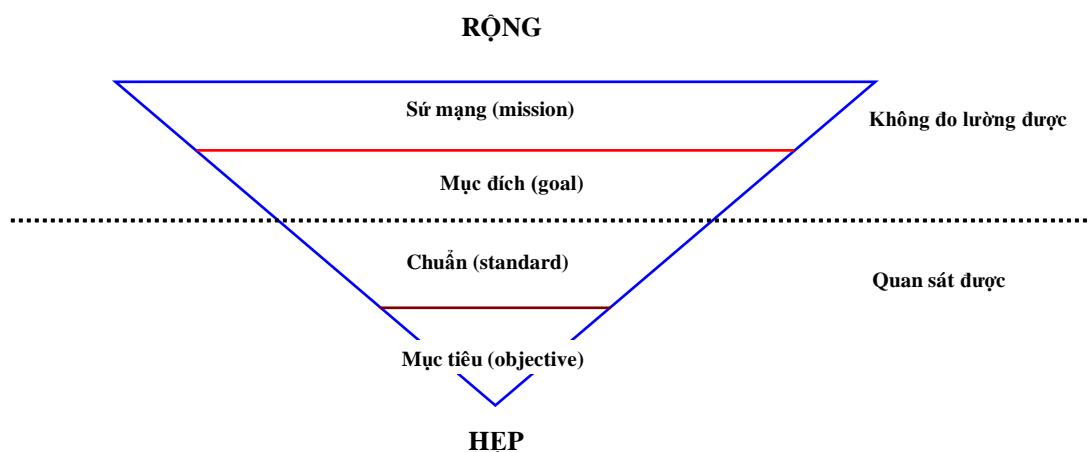 RỘNG
Sứ mạng (mission)
Không đo lường được
Mục đích (goal)
Chuẩn (standard)
Quan sát được
Mục tiêu (objective)
HẸP